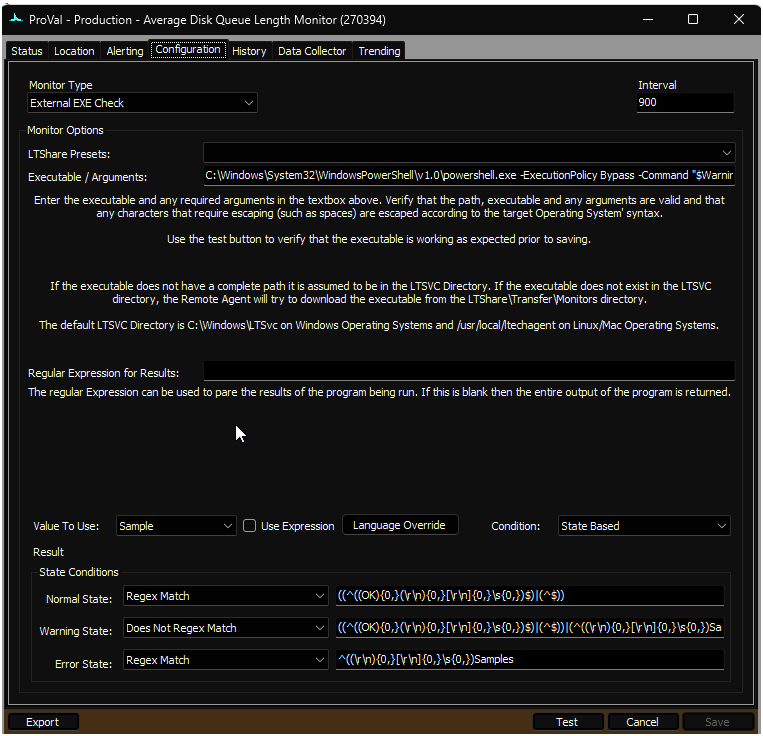 ProVal - Production - Average Disk Queue Length Monitor (270394)
Status Location Alerting Configuration History Data Collector Trending
Monitor Type Interval
External EXE Check 900
Monitor Options
LTShare Presets:
Executable / Arguments: C:\Windows\System32\WindowsPowerShell\v1.0\powershell.exe -ExecutionPolicy Bypass -Command "$Warnin
Enter the executable and any required arguments in the textbox above. Verify that the path, executable and any arguments are valid and that
any characters that require escaping (such as spaces) are escaped according to the target Operating System' syntax.
Use the test button to verify that the executable is working as expected prior to saving.
If the executable does not have a complete path it is assumed to be in the LTSVC Directory. If the executable does not exist in the LTSVC
directory, the Remote Agent will try to download the executable from the LTShare\Transfer\Monitors directory.
The default LTSVC Directory is C:\Windows\LTSvc on Windows Operating Systems and /usr/local/ltechagent on Linux/Mac Operating Systems.
Regular Expression for Results:
The regular Expression can be used to pare the results of the program being run. If this is blank then the entire output of the program is returned.
Value To Use: Sample Use Expression Language Override Condition: State Based
Result
State Conditions
Normal State: Regex Match ((^((OK){0,}(\r\n){0,}[\r\n]{0,}\s{0,})$)|(^$))
Warning State: Does Not Regex Match ((^((OK){0,}(\r\n){0,}[\r\n]{0,}\s{0,})$)|(^$))|(^((\r\n){0,}[\r\n]{0,}\s{0,})Sa
Error State: Regex Match ^((\r\n){0,}[\r\n]{0,}\s{0,})Samples
Export Test Cancel Save